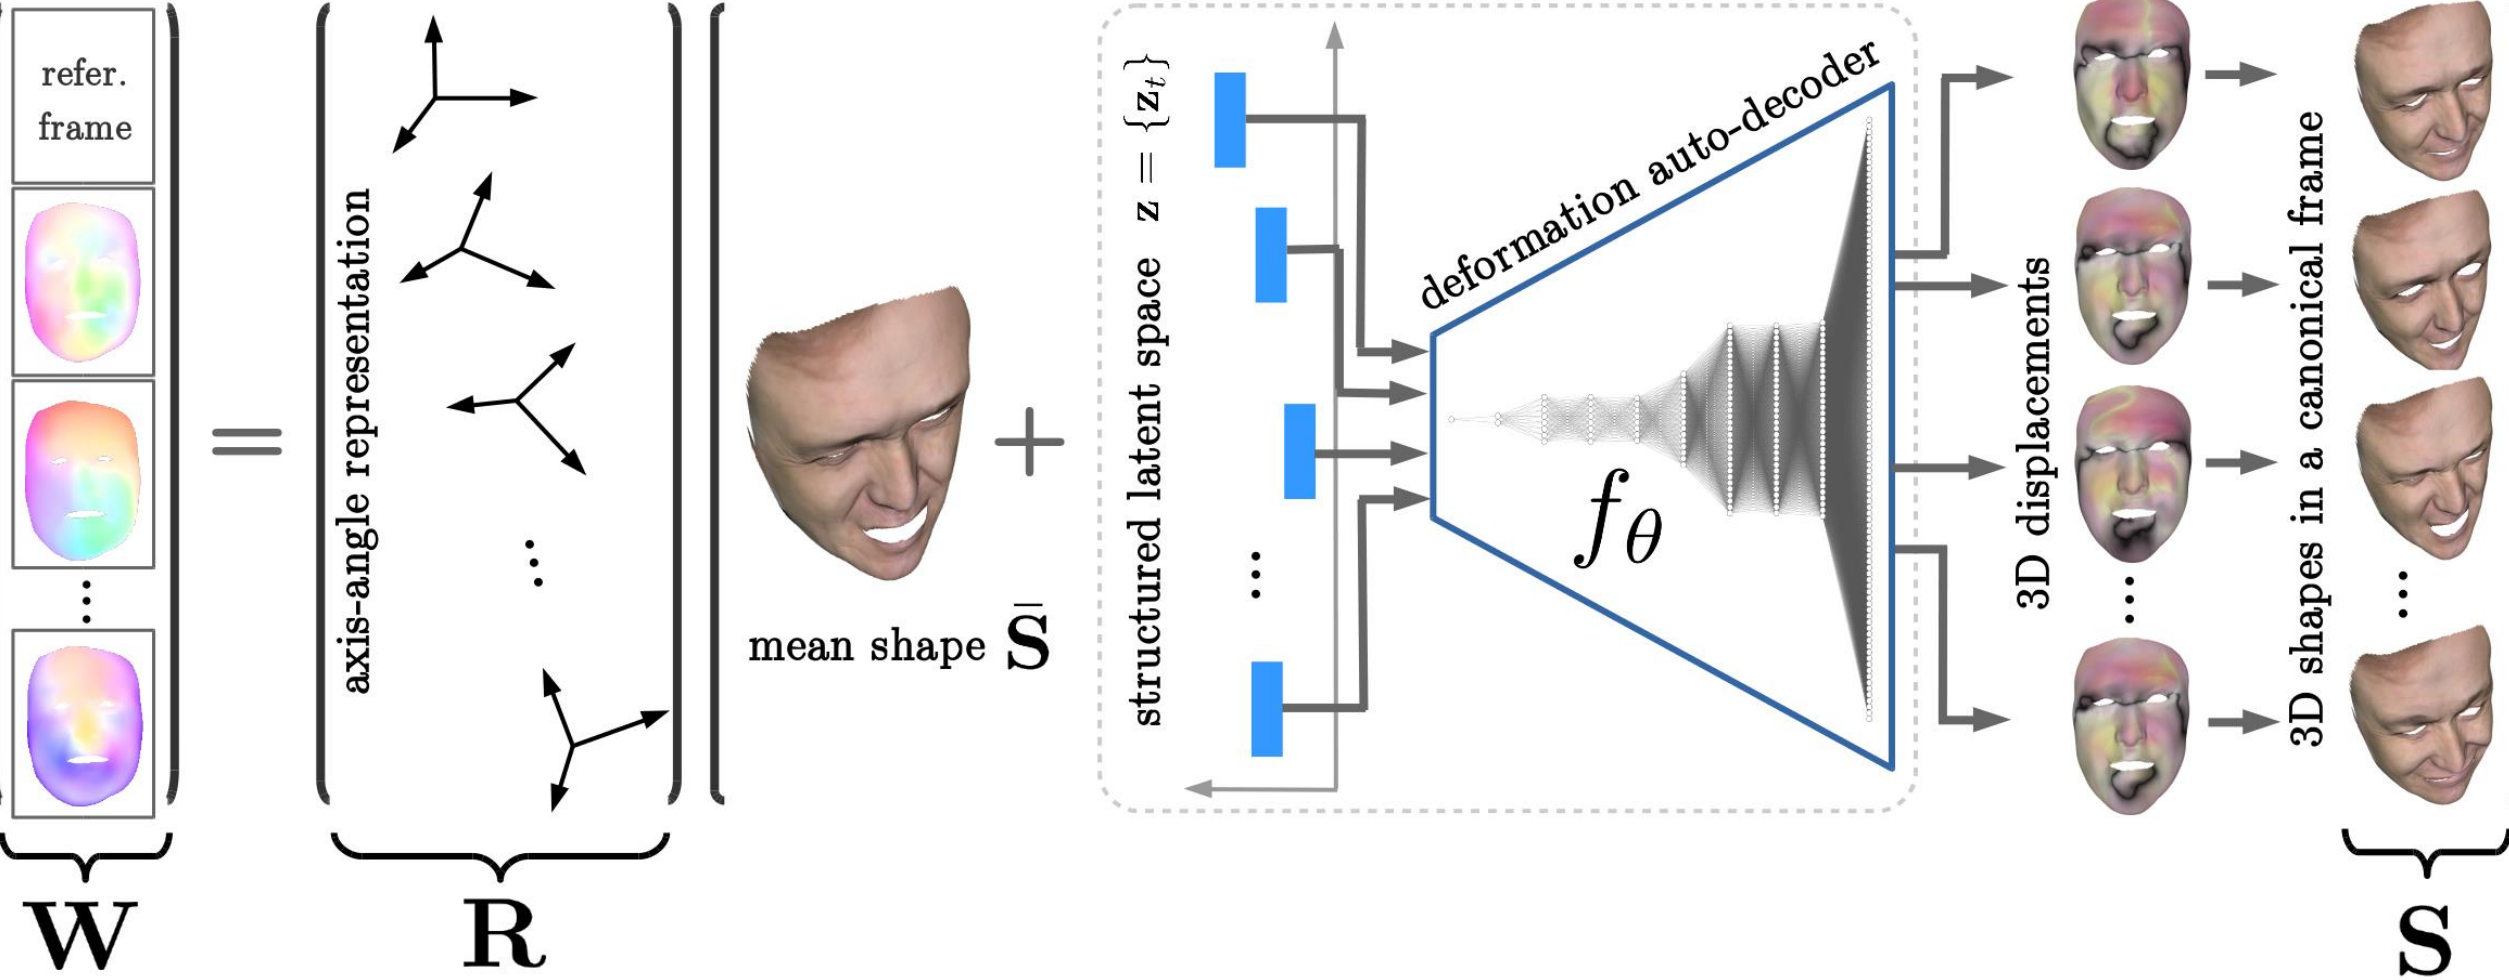 refer.
frame
W
=
axis-angle representation
R
mean shape S̄
+
structured latent space z = {z_t}
deformation auto-decoder
f_θ
3D displacements
3D shapes in a canonical frame
S